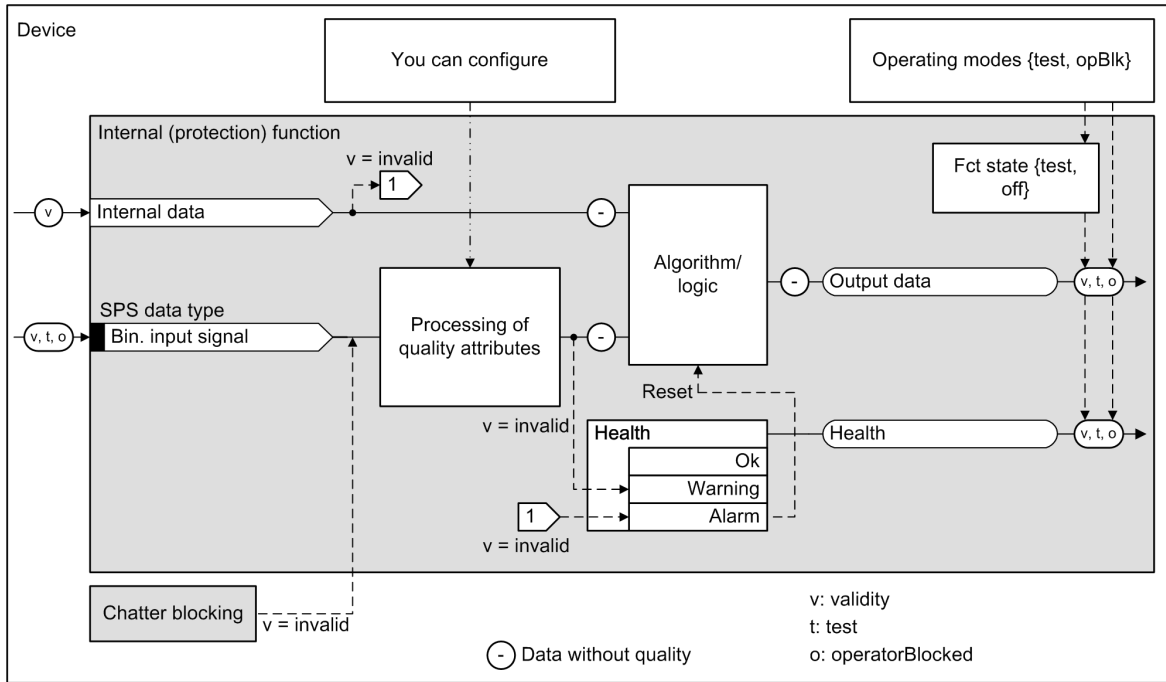 Device
You can configure
Operating modes {test, opBlk}
Internal (protection) function
v = invalid
1
Fct state {test,
off}
v
Internal data
-
Algorithm/
logic
-
Output data
v, t, o
SPS data type
v, t, o
Bin. input signal
Processing of
quality attributes
-
Reset
v = invalid
Health
Ok
Warning
Alarm
Health
v, t, o
1
v = invalid
Chatter blocking
v = invalid
- Data without quality
v: validity
t: test
o: operatorBlocked